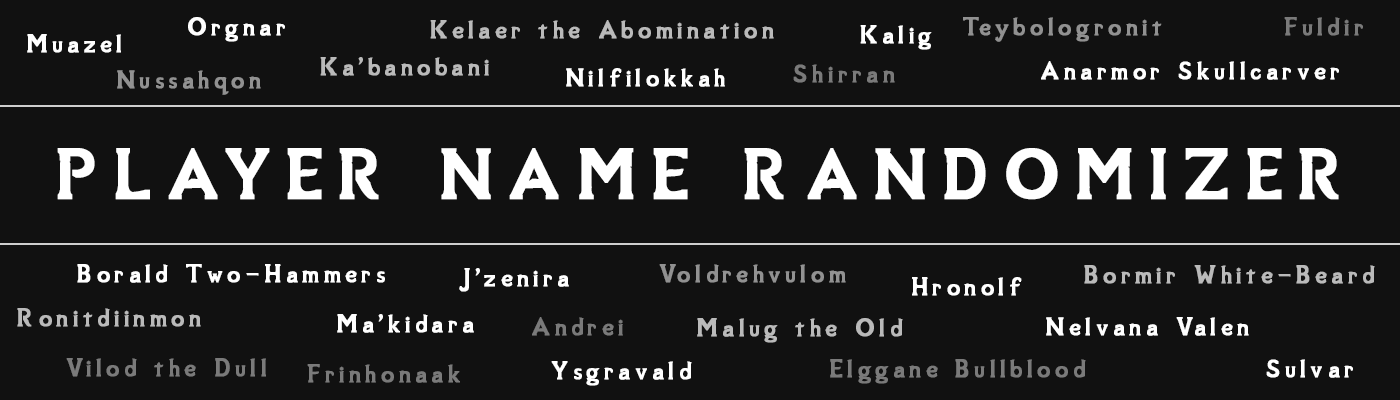 Muazel
Orgnar
Kelaer the Abomination
Kalig
Teybologronit
Fuldir
Nussahqon
Ka'banobani
Nilfilokkah
Shirran
Anarmor Skullcarver
PLAYER NAME RANDOMIZER
Borald Two-Hammers
J'zenira
Voldrehvulom
Hronolf
Bormir White-Beard
Ronitdiinmon
Ma'kidara
Andrei
Malug the Old
Nelvana Valen
Vilod the Dull
Frinhonaak
Ysgravald
Elggane Bullblood
Sulvar